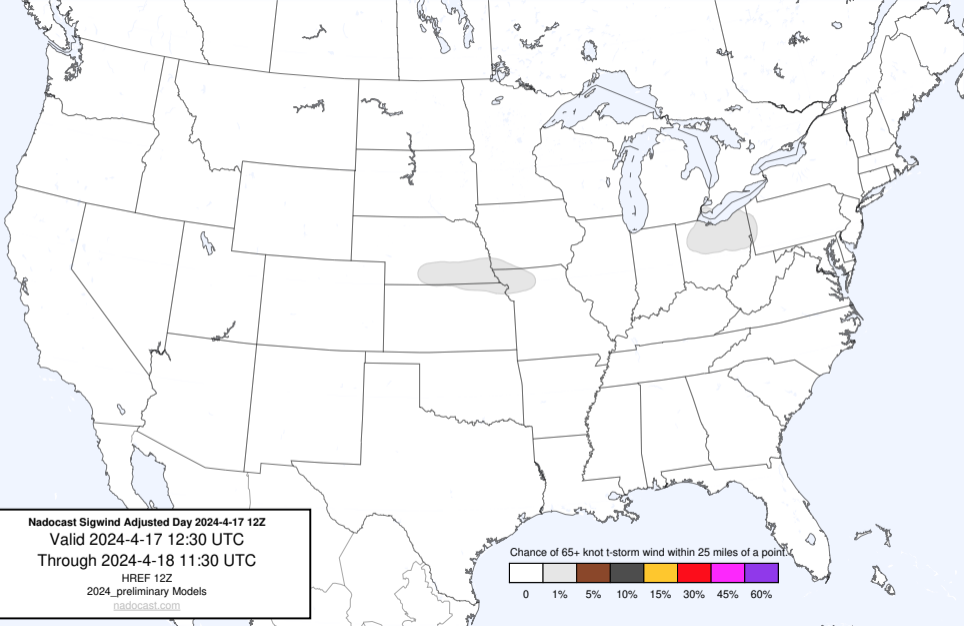 Nadocast Sigwind Adjusted Day 2024-4-17 12Z
Valid 2024-4-17 12:30 UTC
Through 2024-4-18 11:30 UTC
HREF 12Z
2024_preliminary Models
nadocast.com
Chance of 65+ knot t-storm wind within 25 miles of a point.
0 1% 5% 10% 15% 30% 45% 60%